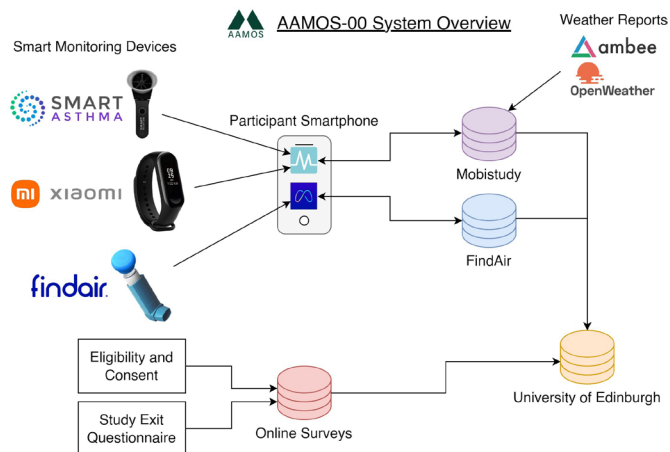 AAMOS
AAMOS-00 System Overview
Weather Reports
ambee
OpenWeather
Smart Monitoring Devices
SMART
ASTHMA
Participant Smartphone
Mobistudy
mi xiaomi
FindAir
findair
Eligibility and
Consent
Study Exit
Questionnaire
Online Surveys
University of Edinburgh